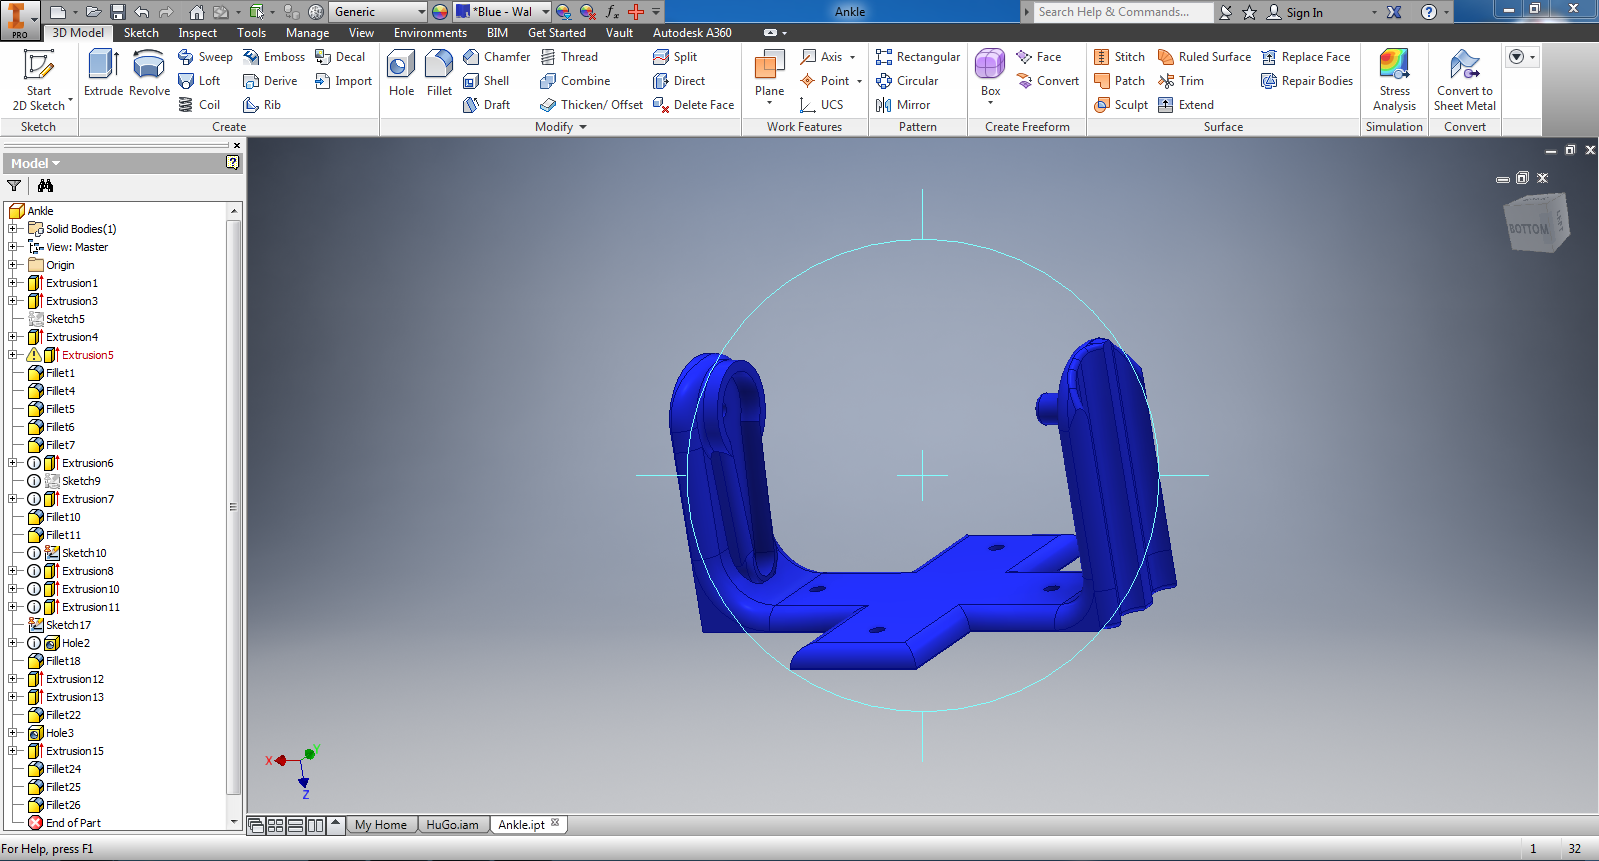 PRO
Generic
*Blue - Wal
fx
Ankle
Search Help & Commands...
Sign In
3D Model
Sketch
Inspect
Tools
Manage
View
Environments
BIM
Get Started
Vault
Autodesk A360
Start
2D Sketch
Sketch
Extrude
Revolve
Sweep
Loft
Coil
Emboss
Derive
Rib
Decal
Import
Create
Hole
Fillet
Chamfer
Shell
Draft
Thread
Combine
Thicken/ Offset
Split
Direct
Delete Face
Modify
Plane
Axis
Point
UCS
Work Features
Rectangular
Circular
Mirror
Pattern
Box
Face
Convert
Create Freeform
Stitch
Patch
Sculpt
Ruled Surface
Trim
Extend
Replace Face
Repair Bodies
Surface
Stress
Analysis
Simulation
Convert to
Sheet Metal
Convert
Model
Ankle
Solid Bodies(1)
View: Master
Origin
Extrusion1
Extrusion3
Sketch5
Extrusion4
Extrusion5
Fillet1
Fillet4
Fillet5
Fillet6
Fillet7
Extrusion6
Sketch9
Extrusion7
Fillet10
Fillet11
Sketch10
Extrusion8
Extrusion10
Extrusion11
Sketch17
Hole2
Fillet18
Extrusion12
Extrusion13
Fillet22
Hole3
Extrusion15
Fillet24
Fillet25
Fillet26
End of Part
BOTTOM
LEFT
X
Y
Z
My Home
HuGo.iam
Ankle.ipt
For Help, press F1
1
32